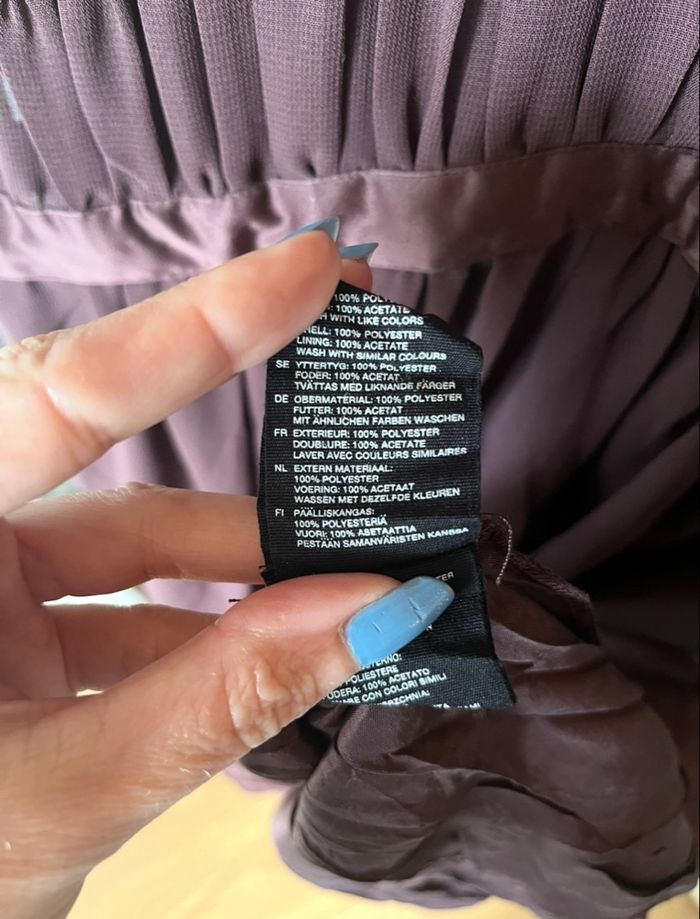 100% POLY
100% ACETATE
WITH LIKE COLORS
SHELL: 100% POLYESTER
LINING: 100% ACETATE
WASH WITH SIMILAR COLOURS
SE YTTERTYG: 100% POLYESTER
FODER: 100% ACETAT
TVÄTTAS MED LIKNANDE FÄRGER
DE OBERMATERIAL: 100% POLYESTER
FUTTER: 100% ACETAT
MIT ÄHNLICHEN FARBEN WASCHEN
FR EXTERIEUR: 100% POLYESTER
DOUBLURE: 100% ACETATE
LAVER AVEC COULEURS SIMILAIRES
NL EXTERN MATERIAAL:
100% POLYESTER
VOERING: 100% ACETAAT
WASSEN MET DEZELFDE KLEUREN
FI PÄÄLLISKANGAS:
100% POLYESTERIÄ
VUORI: 100% ASETAATTIA
PESTÄÄN SAMANVÄRISTEN KANSSA
TER
STERNO:
POLIESTERE
FODERA: 100% ACETATO
CON COLORI SIMILI